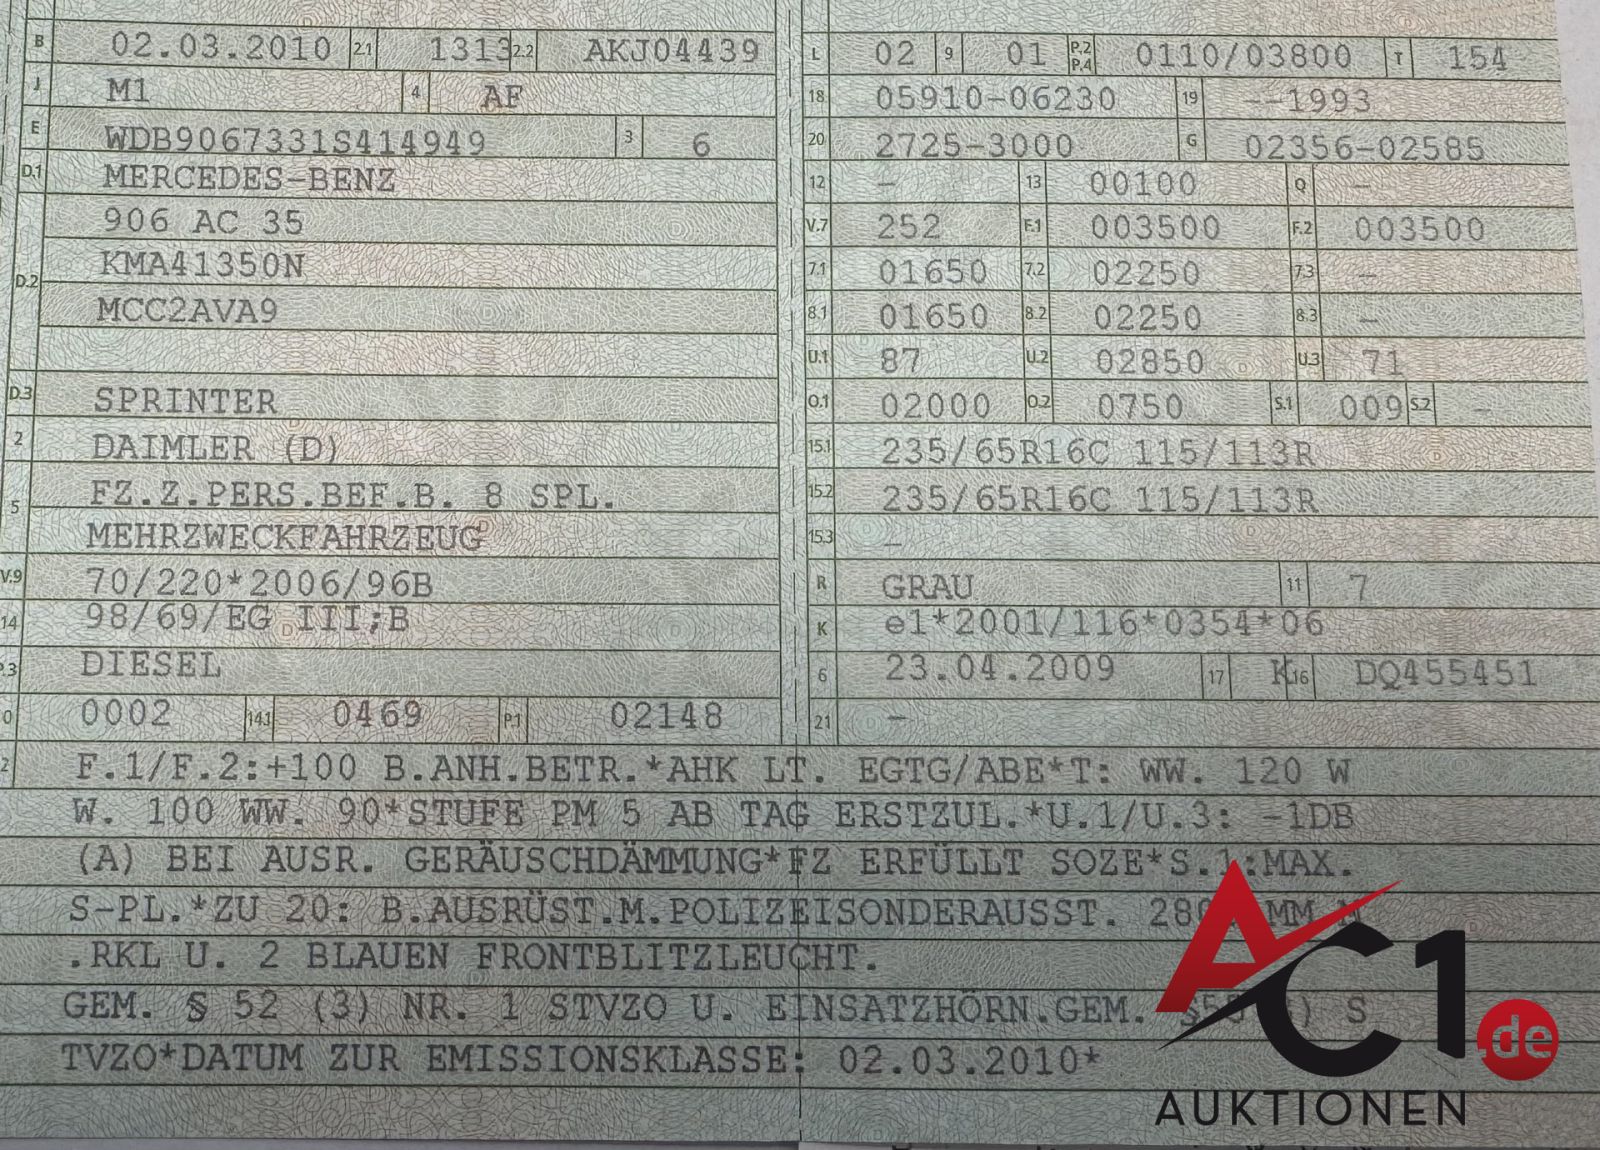 B 02.03.2010 2.1 1313 2.2 AKJ04439
J M1 4 AF
E WDB9067331S414949 3 6
D.1 MERCEDES-BENZ
906 AC 35
D.2 KMA41350N
MCC2AVA9
D.3 SPRINTER
2 DAIMLER (D)
5 FZ.Z.PERS.BEF.B. 8 SPL.
MEHRZWECKFAHRZEUG
V.9 70/220*2006/96B
14 98/69/EG III;B
P.3 DIESEL
10 0002 14.1 0469 P.1 02148
L 02 9 01 P.2 P.4 0110/03800 T 154
18 05910-06230 19 --1993
20 2725-3000 G 02356-02585
12 - 13 00100 Q -
V.7 252 F.1 003500 F.2 003500
7.1 01650 7.2 02250 7.3 -
8.1 01650 8.2 02250 8.3 -
U.1 87 U.2 02850 U.3 71
O.1 02000 O.2 0750 S.1 009 S.2 -
15.1 235/65R16C 115/113R
15.2 235/65R16C 115/113R
15.3 -
R GRAU 11 7
K e1*2001/116*0354*06
6 23.04.2009 17 K 16 DQ455451
21 -
F.1/F.2:+100 B.ANH.BETR.*AHK LT. EGTG/ABE*T: WW. 120 W
W. 100 WW. 90*STUFE PM 5 AB TAG ERSTZUL.*U.1/U.3: -1DB
(A) BEI AUSR. GERÄUSCHDÄMMUNG*FZ ERFÜLLT SOZE*S.1:MAX.
S-PL.*ZU 20: B.AUSRÜST.M.POLIZEISONDERAUSST. MM M
.RKL U. 2 BLAUEN FRONTBLITZLEUCHT.
GEM. § 52 (3) NR. 1 STVZO U. EINSATZHÖRN.GEM. ) S
TVZO*DATUM ZUR EMISSIONSKLASSE: 02.03.2010*
AC1.de
AUKTIONEN